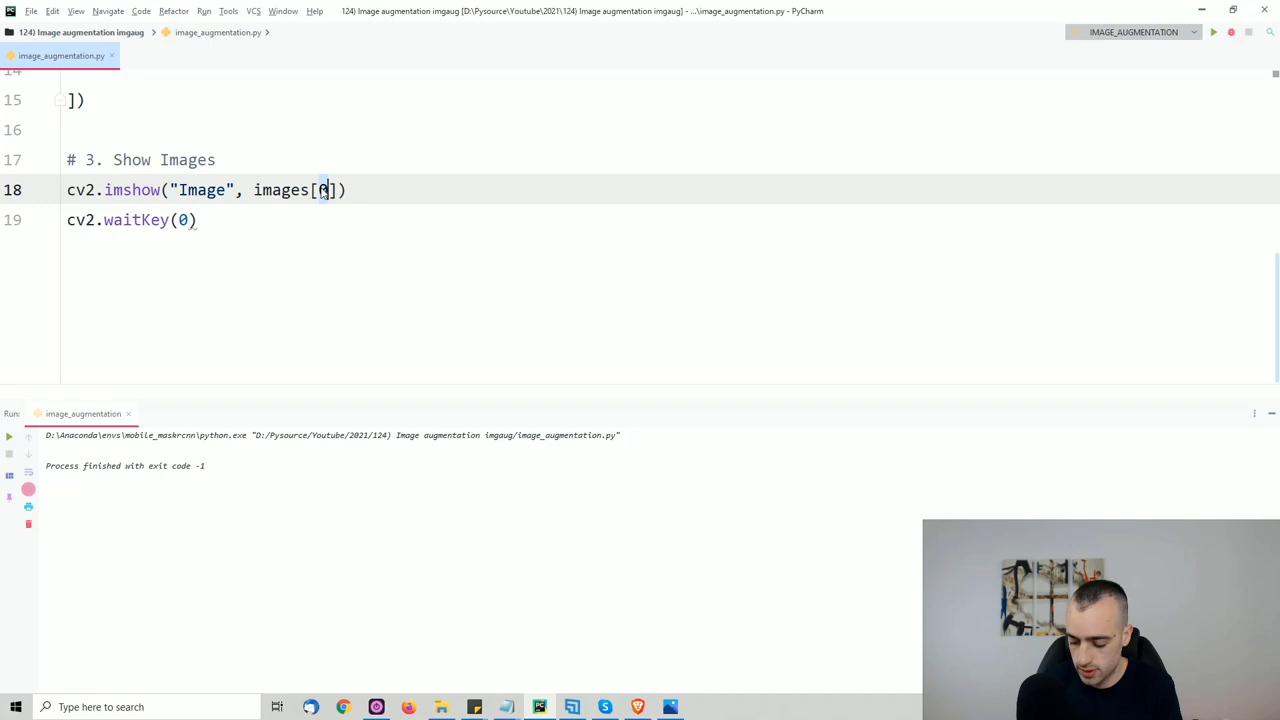 File Edit View Navigate Code Refactor Run Tools VCS Window Help 124) Image augmentation imgaug [D:\Pysource\Youtube\2021\124) Image augmentation imgaug] - ...\image_augmentation.py - PyCharm
124) Image augmentation imgaug image_augmentation.py IMAGE_AUGMENTATION
image_augmentation.py
14
15 ])
16
17 # 3. Show Images
18 cv2.imshow("Image", images[0])
19 cv2.waitKey(0)
Run: image_augmentation
D:\Anaconda\envs\mobile_maskrcnn\python.exe "D:/Pysource/Youtube/2021/124) Image augmentation imgaug/image_augmentation.py"
Process finished with exit code -1
Type here to search